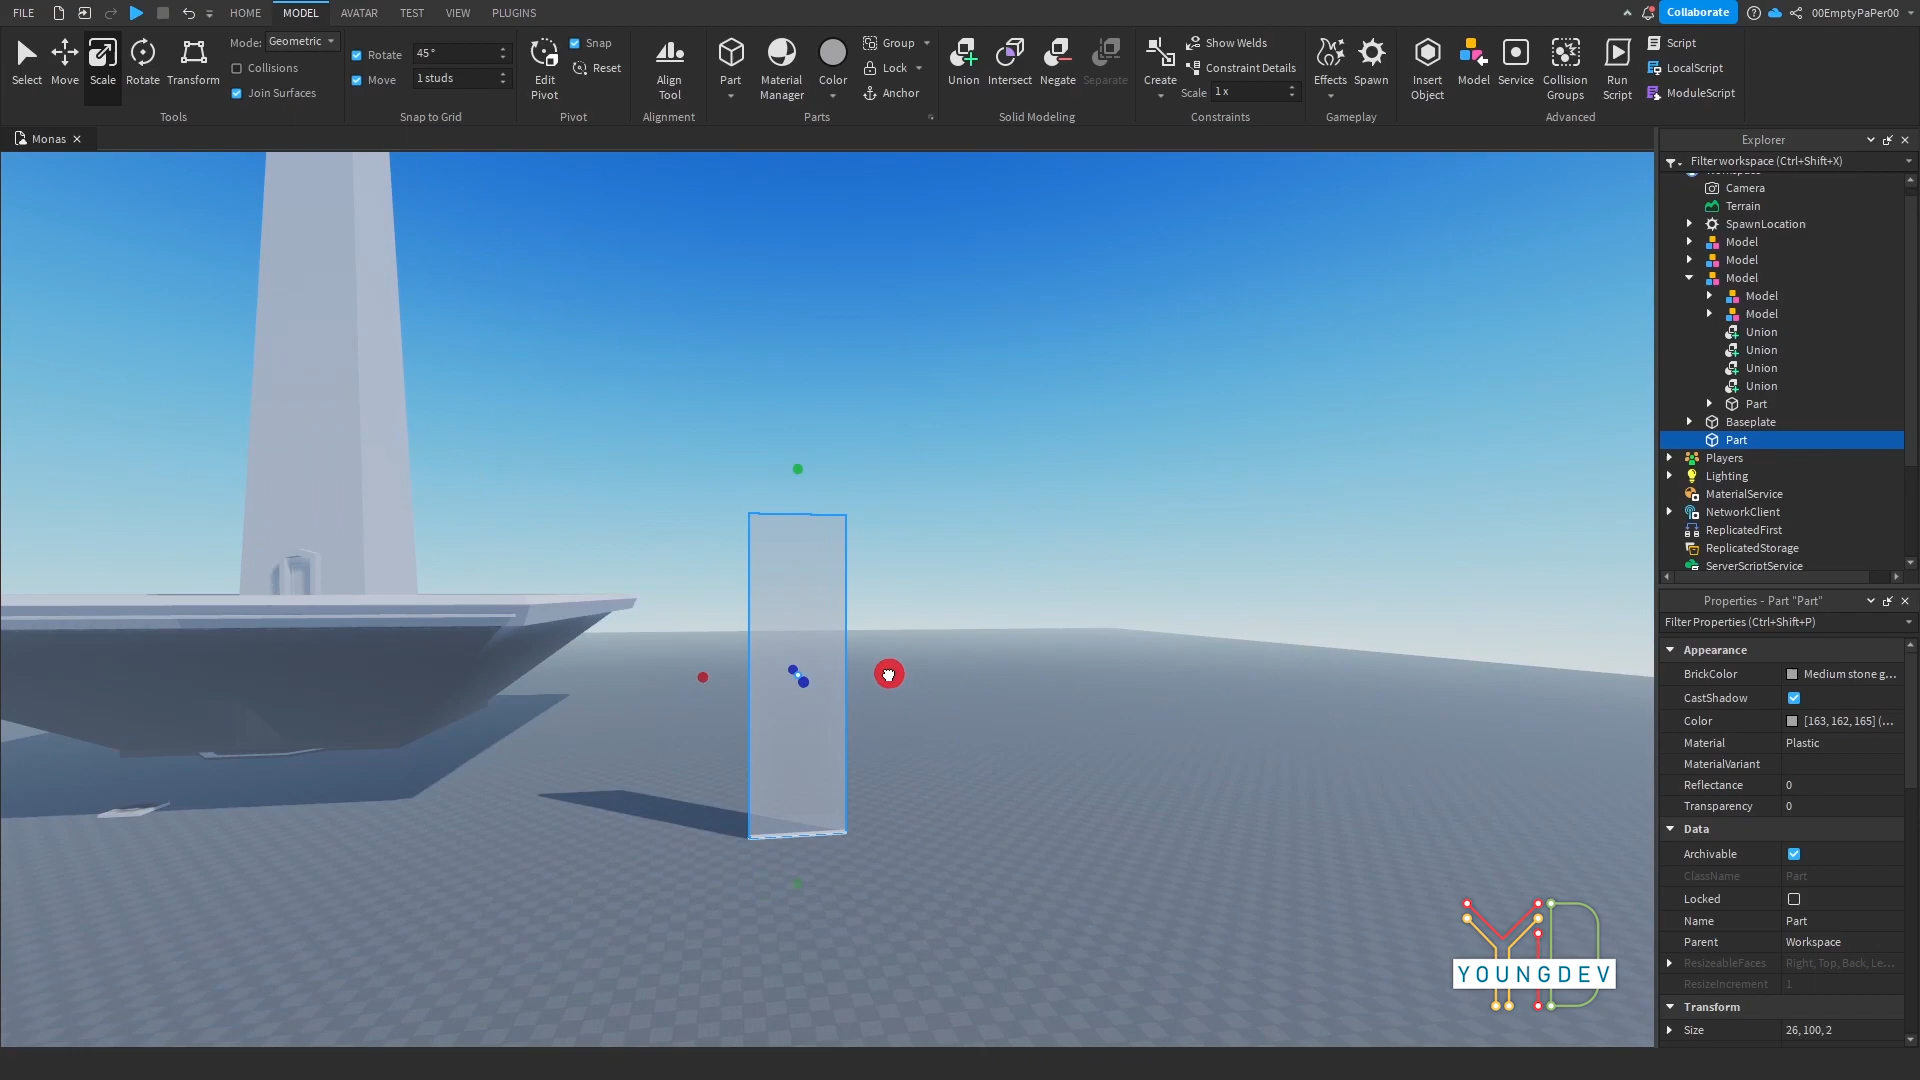 FILE HOME MODEL AVATAR TEST VIEW PLUGINS Collaborate 00EmptyPaPer00
Select Move Scale Rotate Transform
Mode: Geometric
Collisions
Join Surfaces
Tools
Rotate 45°
Move 1 studs
Snap to Grid
Edit Pivot
Snap
Reset
Pivot
Align Tool
Alignment
Part
Material Manager
Color
Group
Lock
Anchor
Parts
Union Intersect Negate Separate
Solid Modeling
Create
Show Welds
Constraint Details
Scale 1 x
Constraints
Effects Spawn
Gameplay
Insert Object
Model
Service
Collision Groups
Run Script
Script
LocalScript
ModuleScript
Advanced
Monas
Explorer
Filter workspace (Ctrl+Shift+X)
Camera
Terrain
SpawnLocation
Model
Model
Model
Model
Model
Union
Union
Union
Union
Part
Baseplate
Part
Players
Lighting
MaterialService
NetworkClient
ReplicatedFirst
ReplicatedStorage
ServerScriptService
Properties - Part "Part"
Filter Properties (Ctrl+Shift+P)
Appearance
BrickColor Medium stone g...
CastShadow
Color [163, 162, 165] (...
Material Plastic
MaterialVariant
Reflectance 0
Transparency 0
Data
Archivable
ClassName Part
Locked
Name Part
Parent Workspace
ResizeableFaces Right, Top, Back, Le...
ResizeIncrement 1
Transform
Size 26, 100, 2
YOUNGDEV